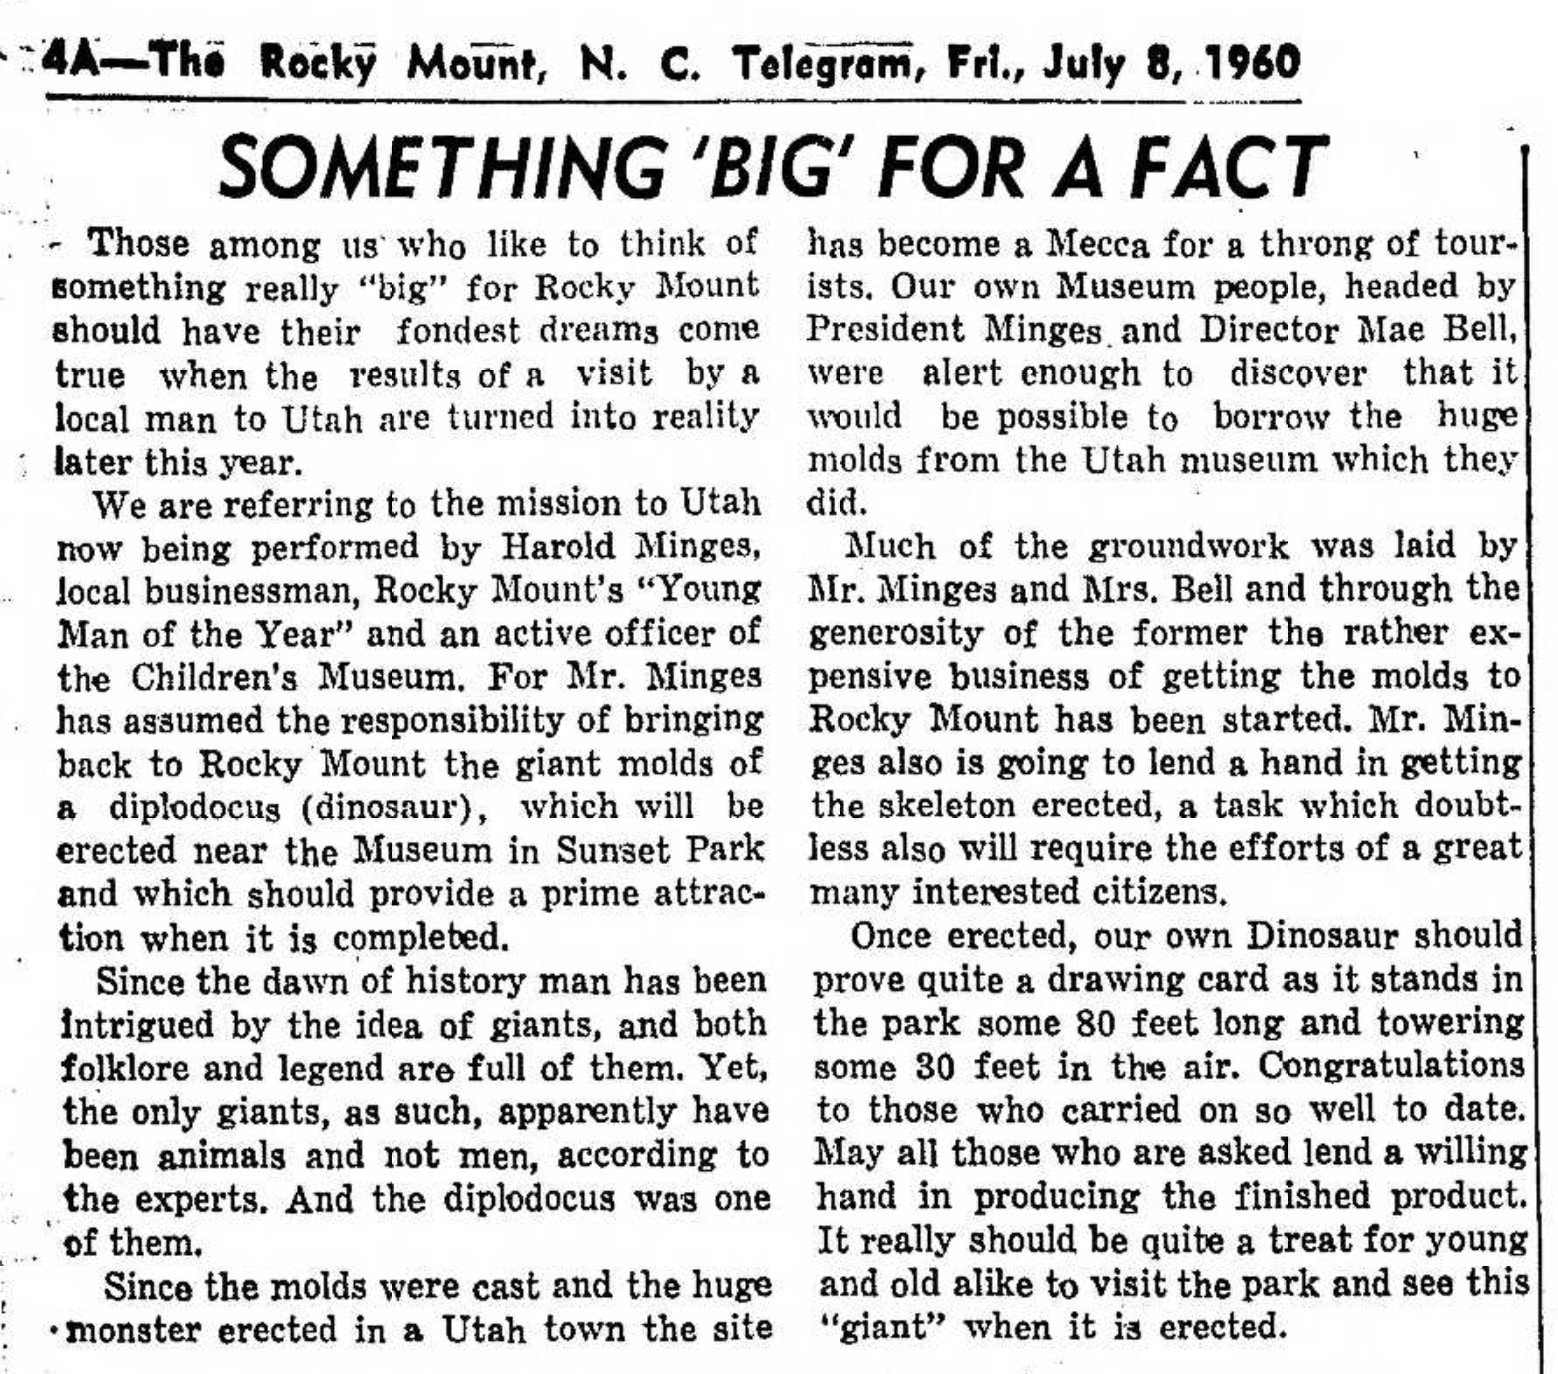 4A—The Rocky Mount, N. C. Telegram, Fri., July 8, 1960
SOMETHING 'BIG' FOR A FACT
Those among us who like to think of
something really "big" for Rocky Mount
should have their fondest dreams come
true when the results of a visit by a
local man to Utah are turned into reality
later this year.
We are referring to the mission to Utah
now being performed by Harold Minges,
local businessman, Rocky Mount's "Young
Man of the Year" and an active officer of
the Children's Museum. For Mr. Minges
has assumed the responsibility of bringing
back to Rocky Mount the giant molds of
a diplodocus (dinosaur), which will be
erected near the Museum in Sunset Park
and which should provide a prime attrac-
tion when it is completed.
Since the dawn of history man has been
intrigued by the idea of giants, and both
folklore and legend are full of them. Yet,
the only giants, as such, apparently have
been animals and not men, according to
the experts. And the diplodocus was one
of them.
Since the molds were cast and the huge
monster erected in a Utah town the site
has become a Mecca for a throng of tour-
ists. Our own Museum people, headed by
President Minges and Director Mae Bell,
were alert enough to discover that it
would be possible to borrow the huge
molds from the Utah museum which they
did.
Much of the groundwork was laid by
Mr. Minges and Mrs. Bell and through the
generosity of the former the rather ex-
pensive business of getting the molds to
Rocky Mount has been started. Mr. Min-
ges also is going to lend a hand in getting
the skeleton erected, a task which doubt-
less also will require the efforts of a great
many interested citizens.
Once erected, our own Dinosaur should
prove quite a drawing card as it stands in
the park some 80 feet long and towering
some 30 feet in the air. Congratulations
to those who carried on so well to date.
May all those who are asked lend a willing
hand in producing the finished product.
It really should be quite a treat for young
and old alike to visit the park and see this
"giant" when it is erected.